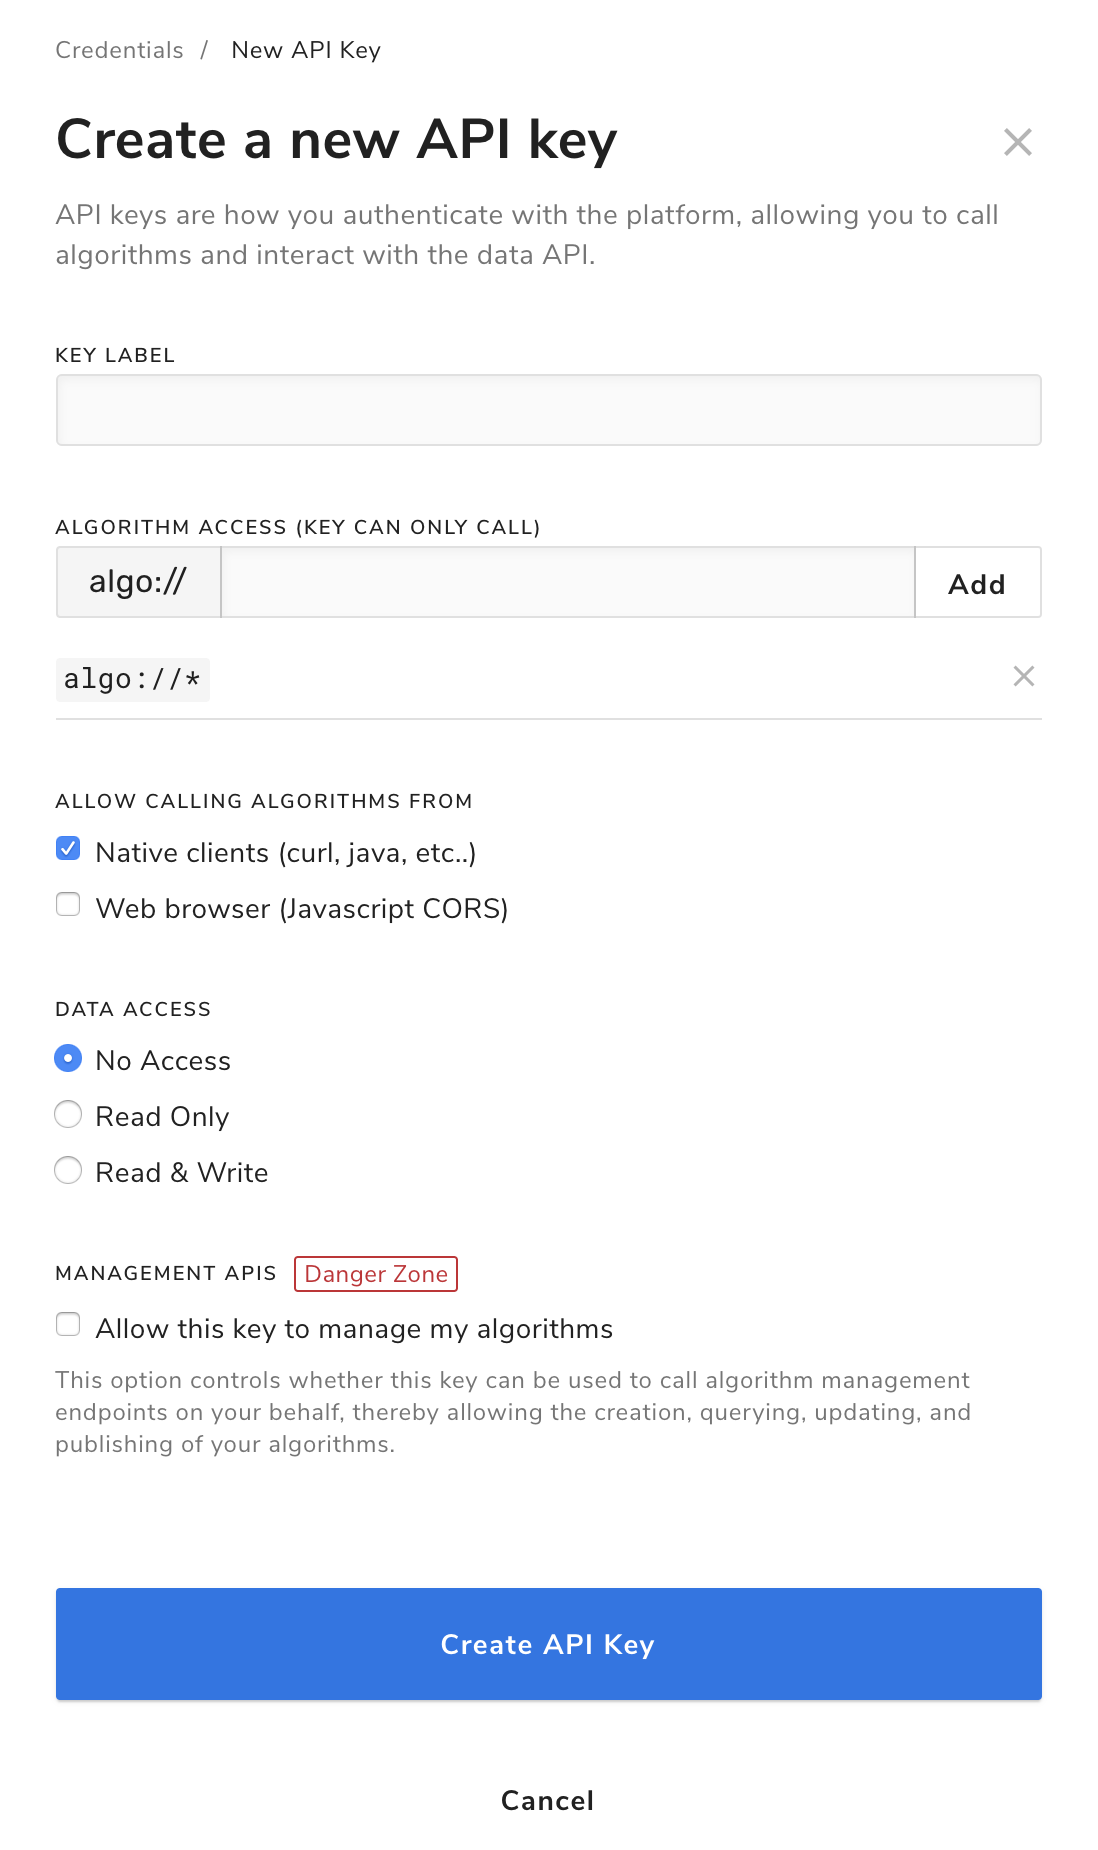 Credentials / New API Key
Create a new API key
API keys are how you authenticate with the platform, allowing you to call
algorithms and interact with the data API.
KEY LABEL
ALGORITHM ACCESS (KEY CAN ONLY CALL)
algo:// Add
algo://*
ALLOW CALLING ALGORITHMS FROM
Native clients (curl, java, etc..)
Web browser (Javascript CORS)
DATA ACCESS
No Access
Read Only
Read & Write
MANAGEMENT APIS Danger Zone
Allow this key to manage my algorithms
This option controls whether this key can be used to call algorithm management
endpoints on your behalf, thereby allowing the creation, querying, updating, and
publishing of your algorithms.
Create API Key
Cancel